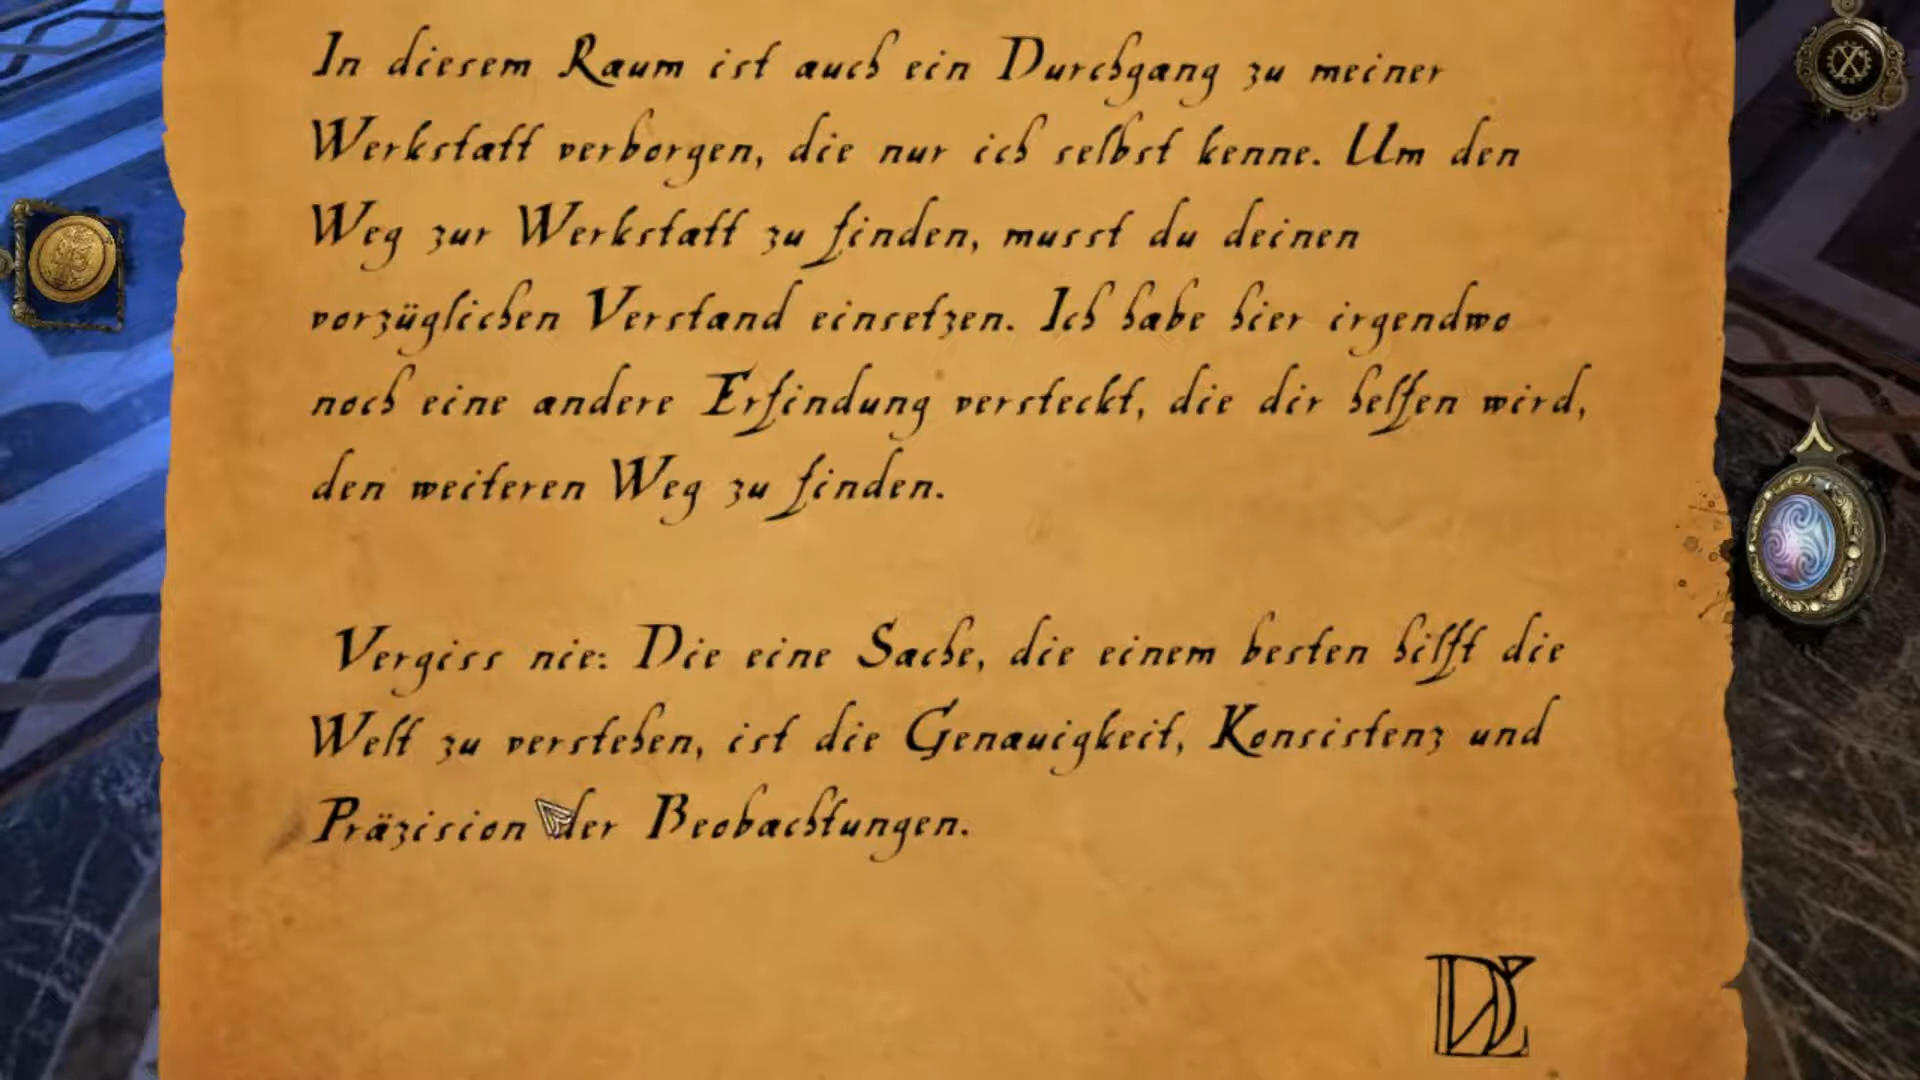 In diesem Raum ist auch ein Durchgang zu meiner
Werkstatt verborgen, die nur ich selbst kenne. Um den
Weg zur Werkstatt zu finden, musst du deinen
vorzüglichen Verstand einsetzen. Ich habe hier irgendwo
noch eine andere Erfindung versteckt, die dir helfen wird,
den weiteren Weg zu finden.
Vergiss nie: Die eine Sache, die einem besten hilft die
Welt zu verstehen, ist die Genauigkeit, Konsistenz und
Präzision der Beobachtungen.